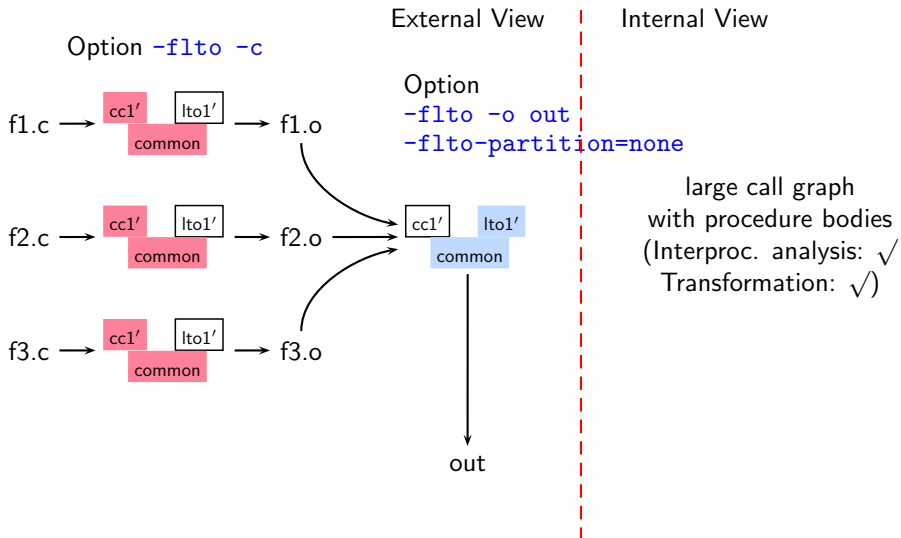 External View
Internal View
Option -flto -c
Option
-flto -o out
-flto-partition=none
f1.c
cc1′
lto1′
common
f1.o
f2.c
cc1′
lto1′
common
f2.o
cc1′
lto1′
common
f3.c
cc1′
lto1′
common
f3.o
out
large call graph
with procedure bodies
(Interproc. analysis: √
Transformation: √)